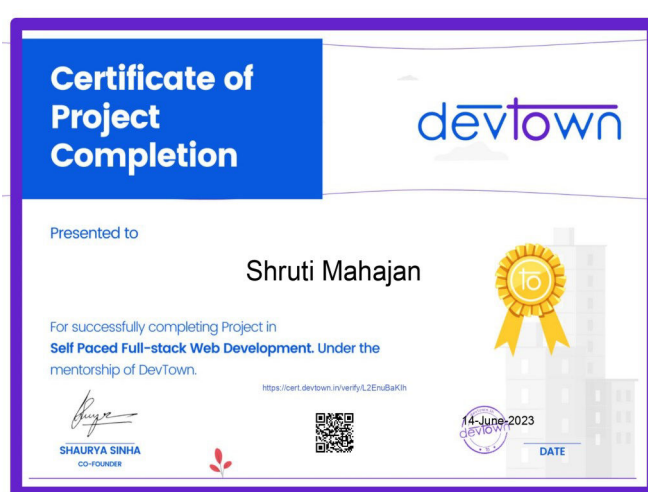 Certificate of
Project
Completion
devtown
Presented to
Shruti Mahajan
to
For successfully completing Project in
Self Paced Full-stack Web Development. Under the
mentorship of DevTown.
https://cert.devtown.in/verify/L2EnuBaKIh
14-June-2023
devtown
SHAURYA SINHA
CO-FOUNDER
DATE